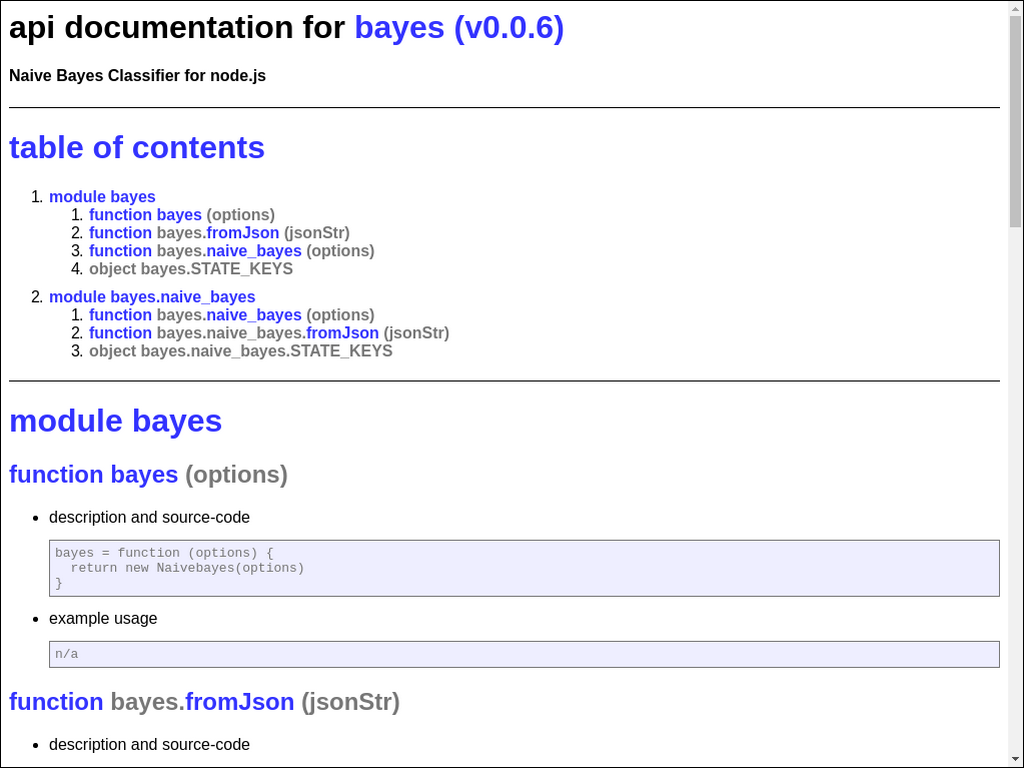 api documentation for bayes (v0.0.6)
Naive Bayes Classifier for node.js
table of contents
1. module bayes
1. function bayes (options)
2. function bayes.fromJson (jsonStr)
3. function bayes.naive_bayes (options)
4. object bayes.STATE_KEYS
2. module bayes.naive_bayes
1. function bayes.naive_bayes (options)
2. function bayes.naive_bayes.fromJson (jsonStr)
3. object bayes.naive_bayes.STATE_KEYS
module bayes
function bayes (options)
• description and source-code
bayes = function (options) {
  return new Naivebayes(options)
}
• example usage
n/a
function bayes.fromJson (jsonStr)
• description and source-code